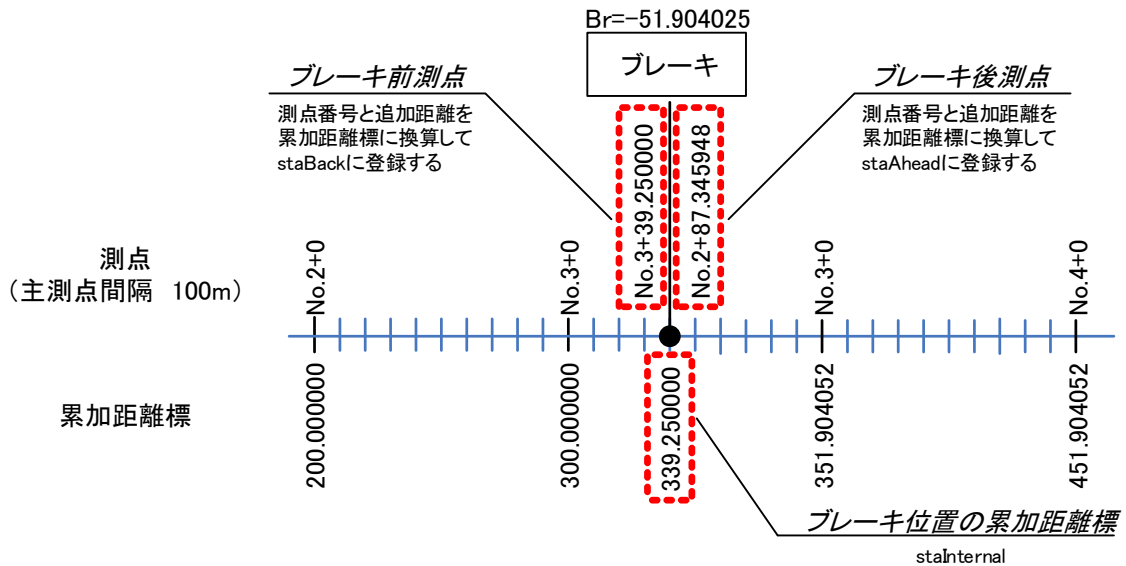 Br=-51.904025
ブレーキ
ブレーキ前測点
測点番号と追加距離を
累加距離標に換算して
staBackに登録する
ブレーキ後測点
測点番号と追加距離を
累加距離標に換算して
staAheadに登録する
No.3+39.250000
No.2+87.345948
測点
（主測点間隔　100m）
No.2+0
No.3+0
No.3+0
No.4+0
累加距離標
200.000000
300.000000
339.250000
351.904052
451.904052
ブレーキ位置の累加距離標
staInternal